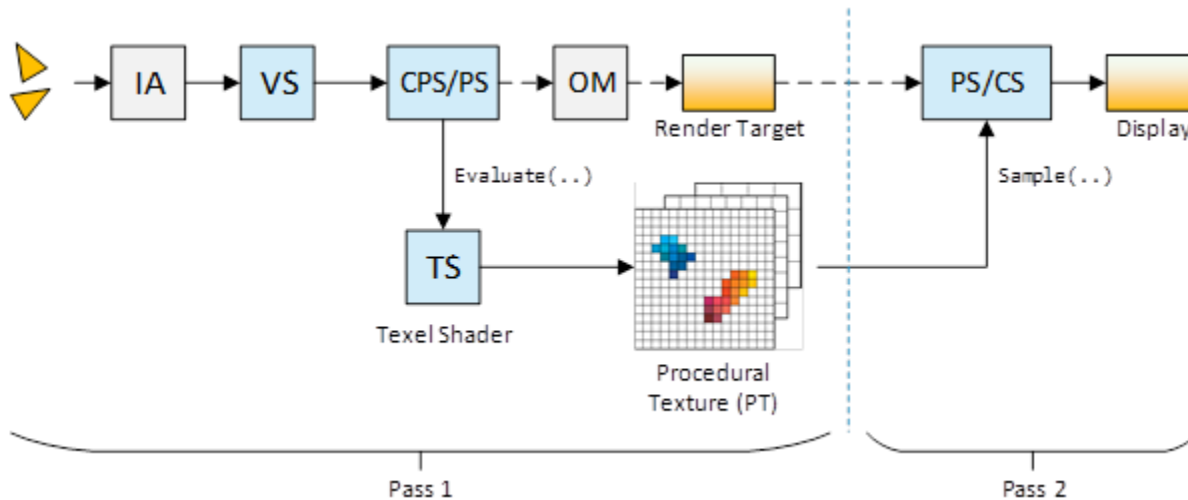 IA
VS
CPS/PS
OM
PS/CS
Render Target
Display
Evaluate(..)
Sample(..)
TS
Texel Shader
Procedural
Texture (PT)
Pass 1
Pass 2